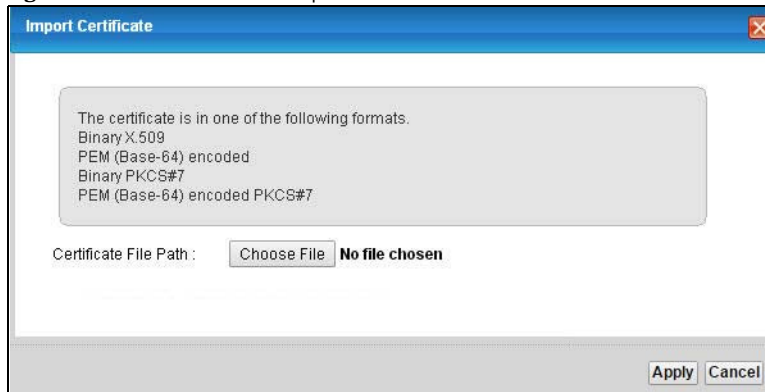 Import Certificate
The certificate is in one of the following formats.
Binary X.509
PEM (Base-64) encoded
Binary PKCS#7
PEM (Base-64) encoded PKCS#7
Certificate File Path : Choose File No file chosen
Apply Cancel